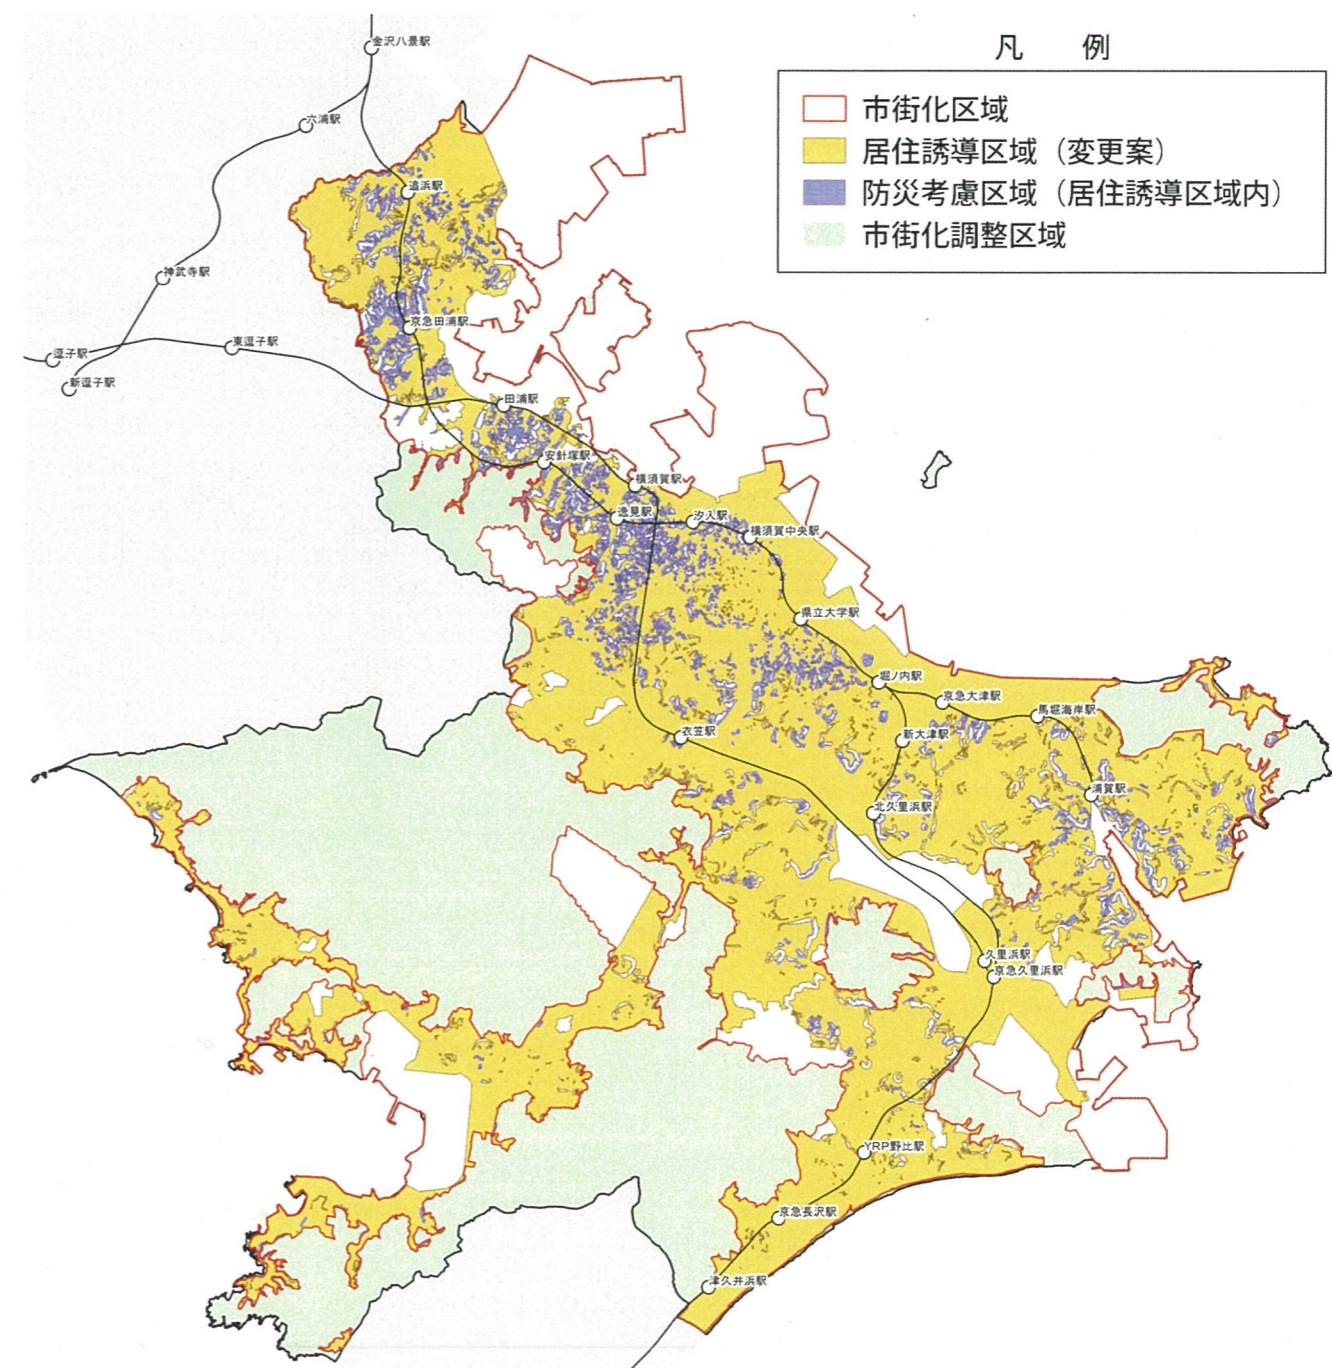 凡 例
市街化区域
居住誘導区域（変更案）
防災考慮区域（居住誘導区域内）
市街化調整区域
金沢八景駅
六浦駅
追浜駅
神武寺駅
京急田浦駅
東逗子駅
逗子駅
新逗子駅
田浦駅
安針塚駅
横須賀駅
逸見駅
汐入駅
横須賀中央駅
県立大学駅
堀ノ内駅
京急大津駅
馬堀海岸駅
新大津駅
衣笠駅
浦賀駅
北久里浜駅
久里浜駅
京急久里浜駅
YRP野比駅
京急長沢駅
津久井浜駅